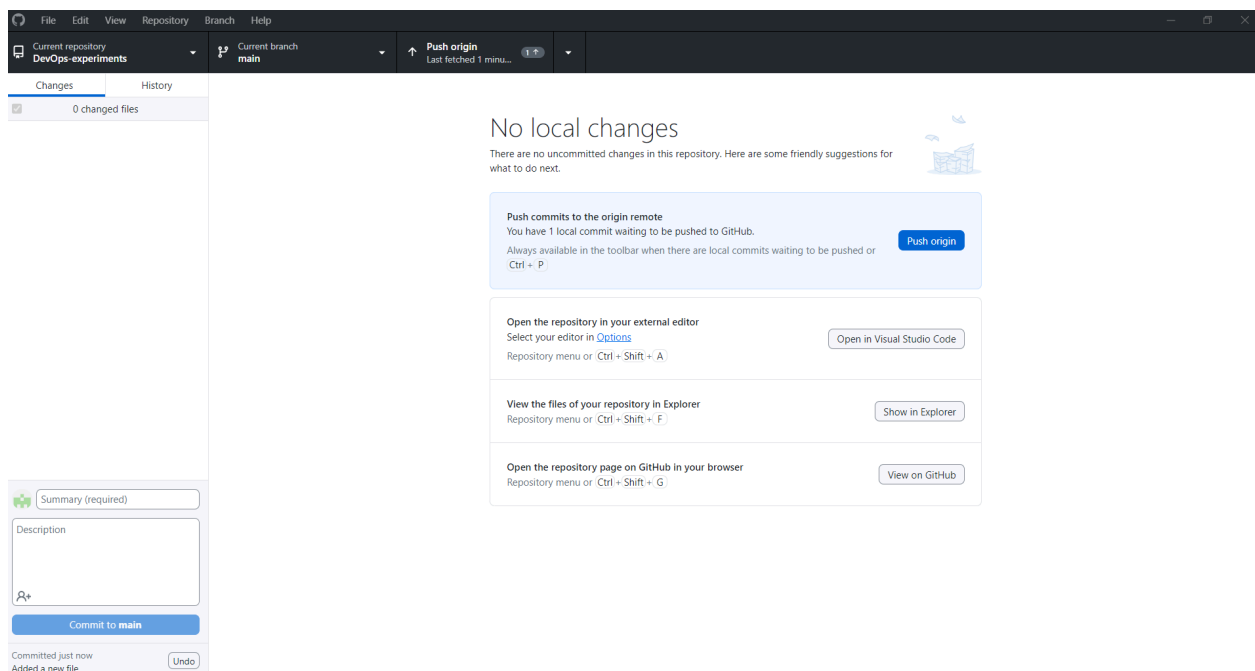 File Edit View Repository Branch Help
Current repository
DevOps-experiments
Current branch
main
Push origin
Last fetched 1 minu...
1
Changes History
0 changed files
No local changes
There are no uncommitted changes in this repository. Here are some friendly suggestions for
what to do next.
Push commits to the origin remote
You have 1 local commit waiting to be pushed to GitHub.
Always available in the toolbar when there are local commits waiting to be pushed or
Ctrl + P
Push origin
Open the repository in your external editor
Select your editor in Options
Repository menu or Ctrl + Shift + A
Open in Visual Studio Code
View the files of your repository in Explorer
Repository menu or Ctrl + Shift + F
Show in Explorer
Open the repository page on GitHub in your browser
Repository menu or Ctrl + Shift + G
View on GitHub
Summary (required)
Description
Commit to main
Committed just now
Added a new file
Undo